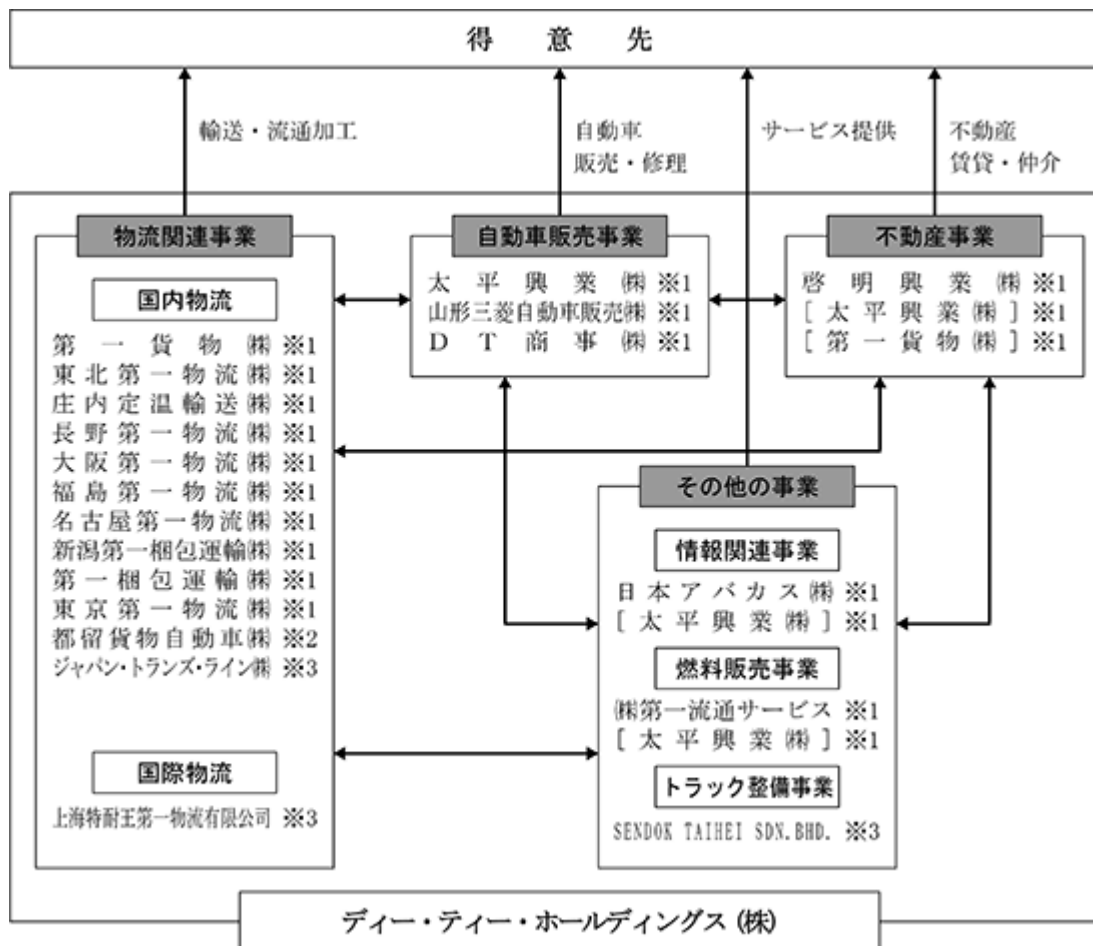 得意先
輸送・流通加工
自動車
販売・修理
サービス提供
不動産
賃貸・仲介
物流関連事業
国内物流
第一貨物㈱ ※1
東北第一物流㈱ ※1
庄内定温輸送㈱ ※1
長野第一物流㈱ ※1
大阪第一物流㈱ ※1
福島第一物流㈱ ※1
名古屋第一物流㈱ ※1
新潟第一梱包運輸㈱ ※1
第一梱包運輸㈱ ※1
東京第一物流㈱ ※1
都留貨物自動車㈱ ※2
ジャパン・トランズ・ライン㈱ ※3
国際物流
上海特耐王第一物流有限公司 ※3
自動車販売事業
太平興業㈱ ※1
山形三菱自動車販売㈱ ※1
DT商事㈱ ※1
不動産事業
啓明興業㈱ ※1
[太平興業㈱] ※1
[第一貨物㈱] ※1
その他の事業
情報関連事業
日本アバカス㈱ ※1
[太平興業㈱] ※1
燃料販売事業
㈱第一流通サービス ※1
[太平興業㈱] ※1
トラック整備事業
SENDOK TAIHEI SDN.BHD. ※3
ディー・ティー・ホールディングス(株)